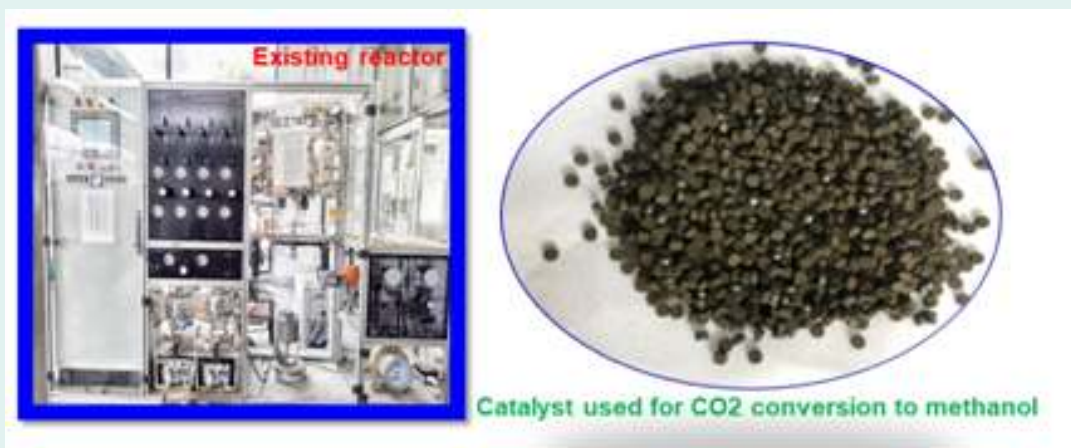 Existing reactor
Catalyst used for CO2 conversion to methanol